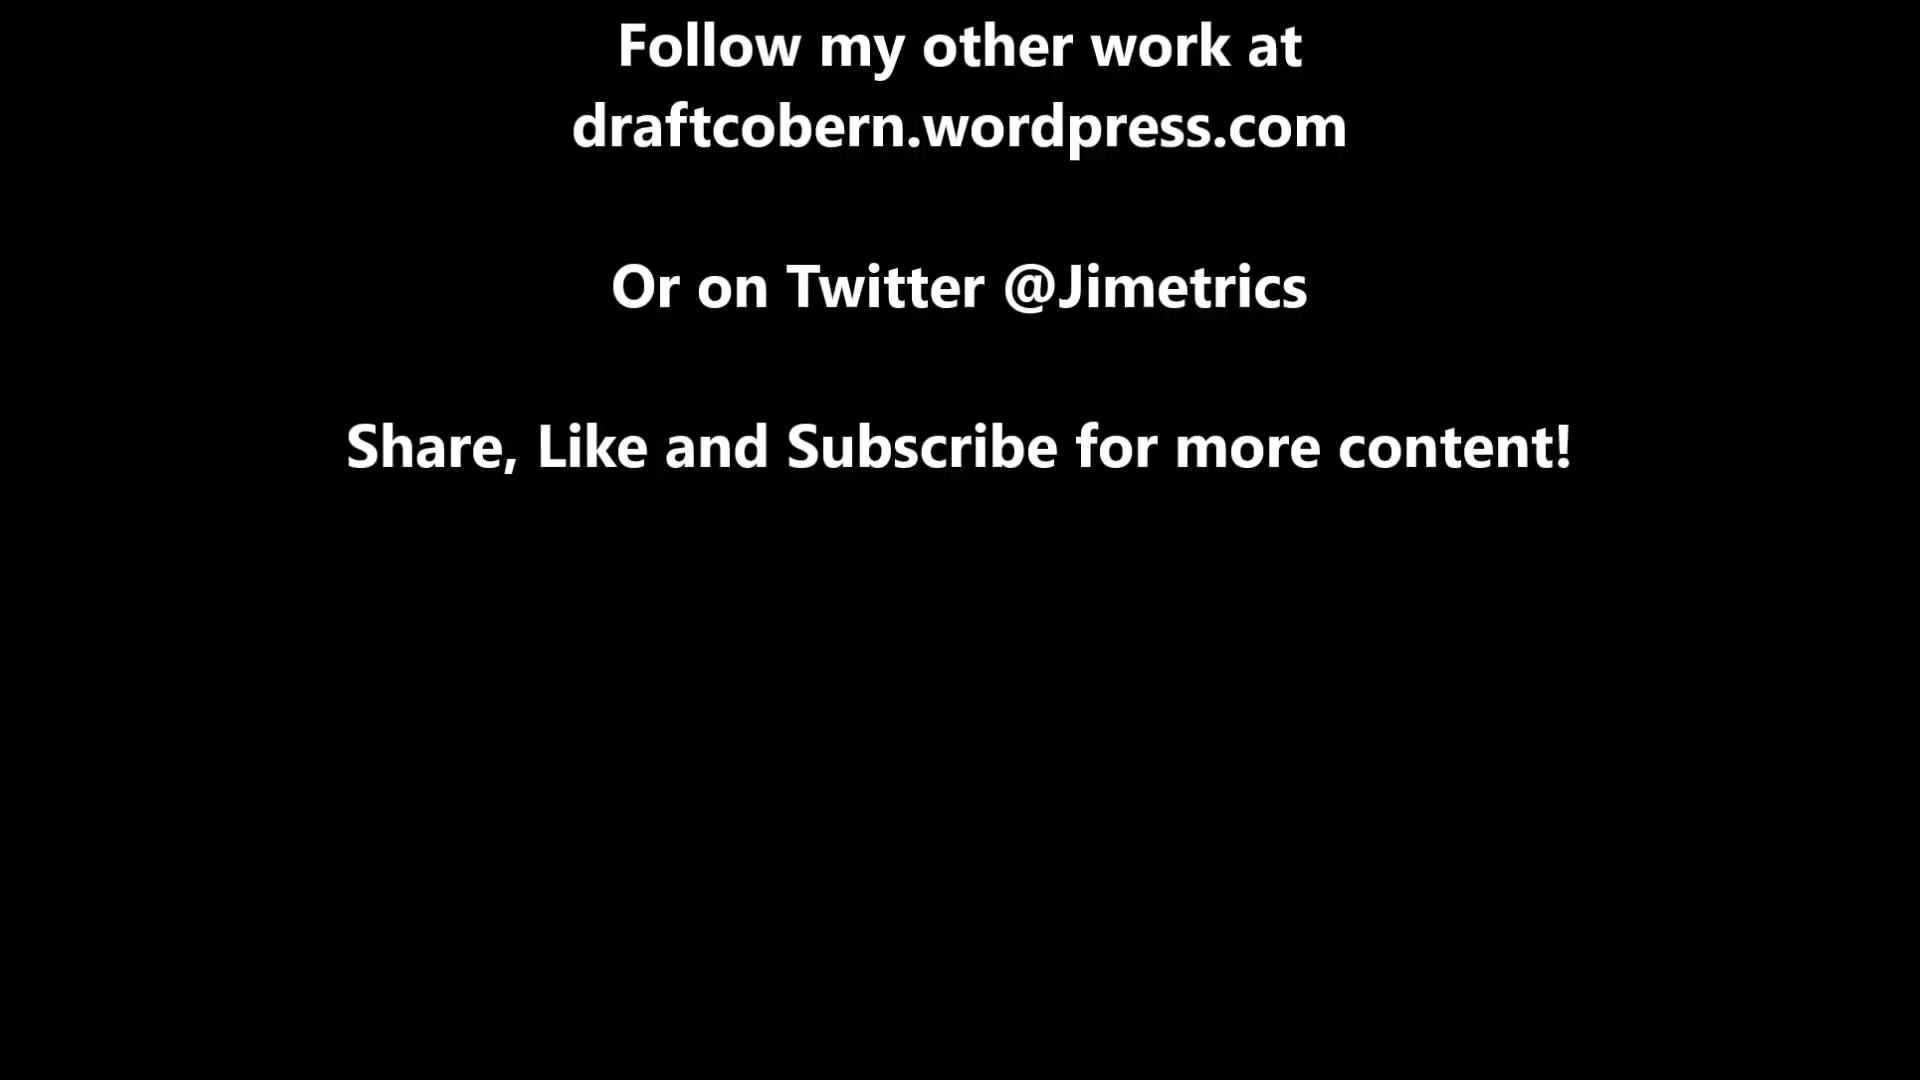 Follow my other work at
draftcobern.wordpress.com
Or on Twitter @Jimetrics
Share, Like and Subscribe for more content!